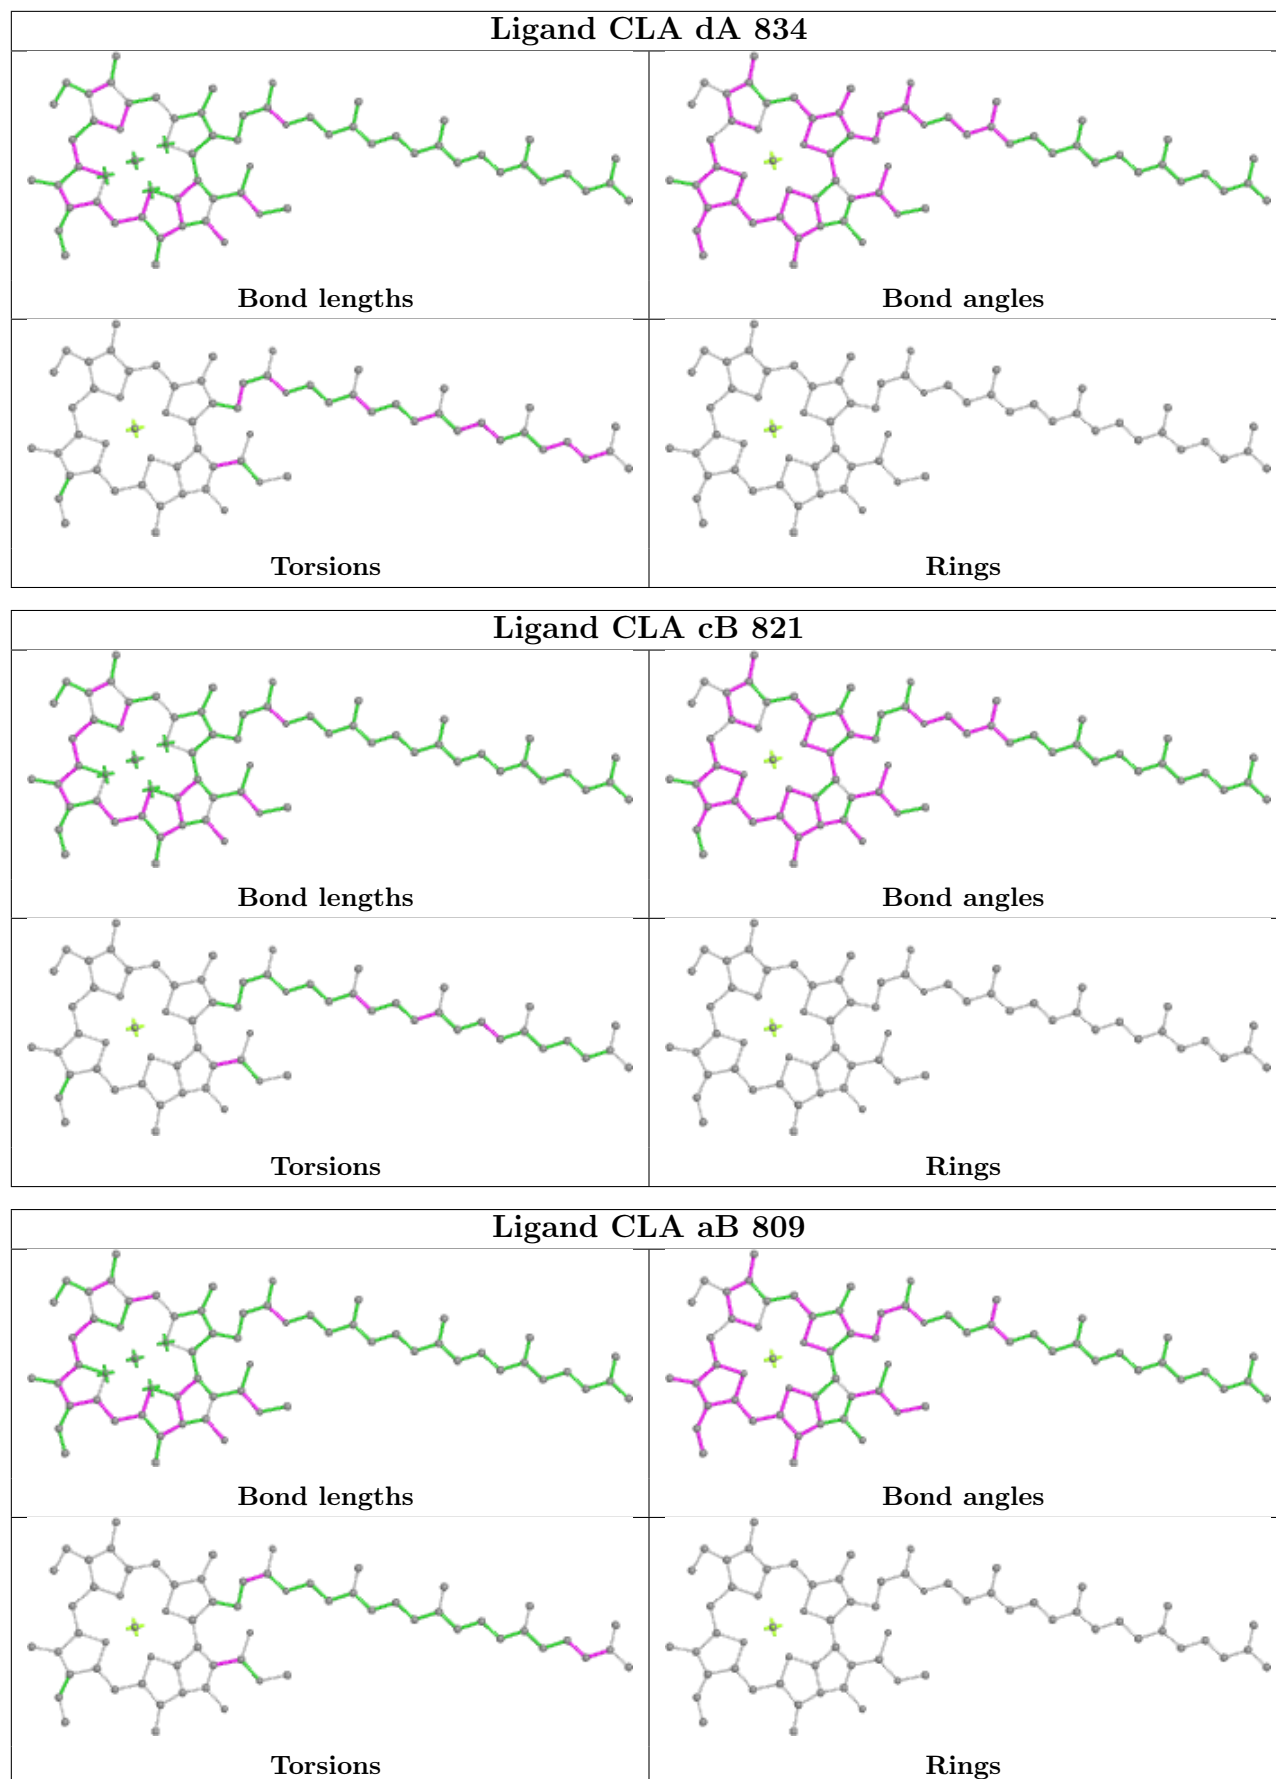 Ligand CLA dA 834
Bond lengths
Bond angles
Torsions
Rings
Ligand CLA cB 821
Bond lengths
Bond angles
Torsions
Rings
Ligand CLA aB 809
Bond lengths
Bond angles
Torsions
Rings